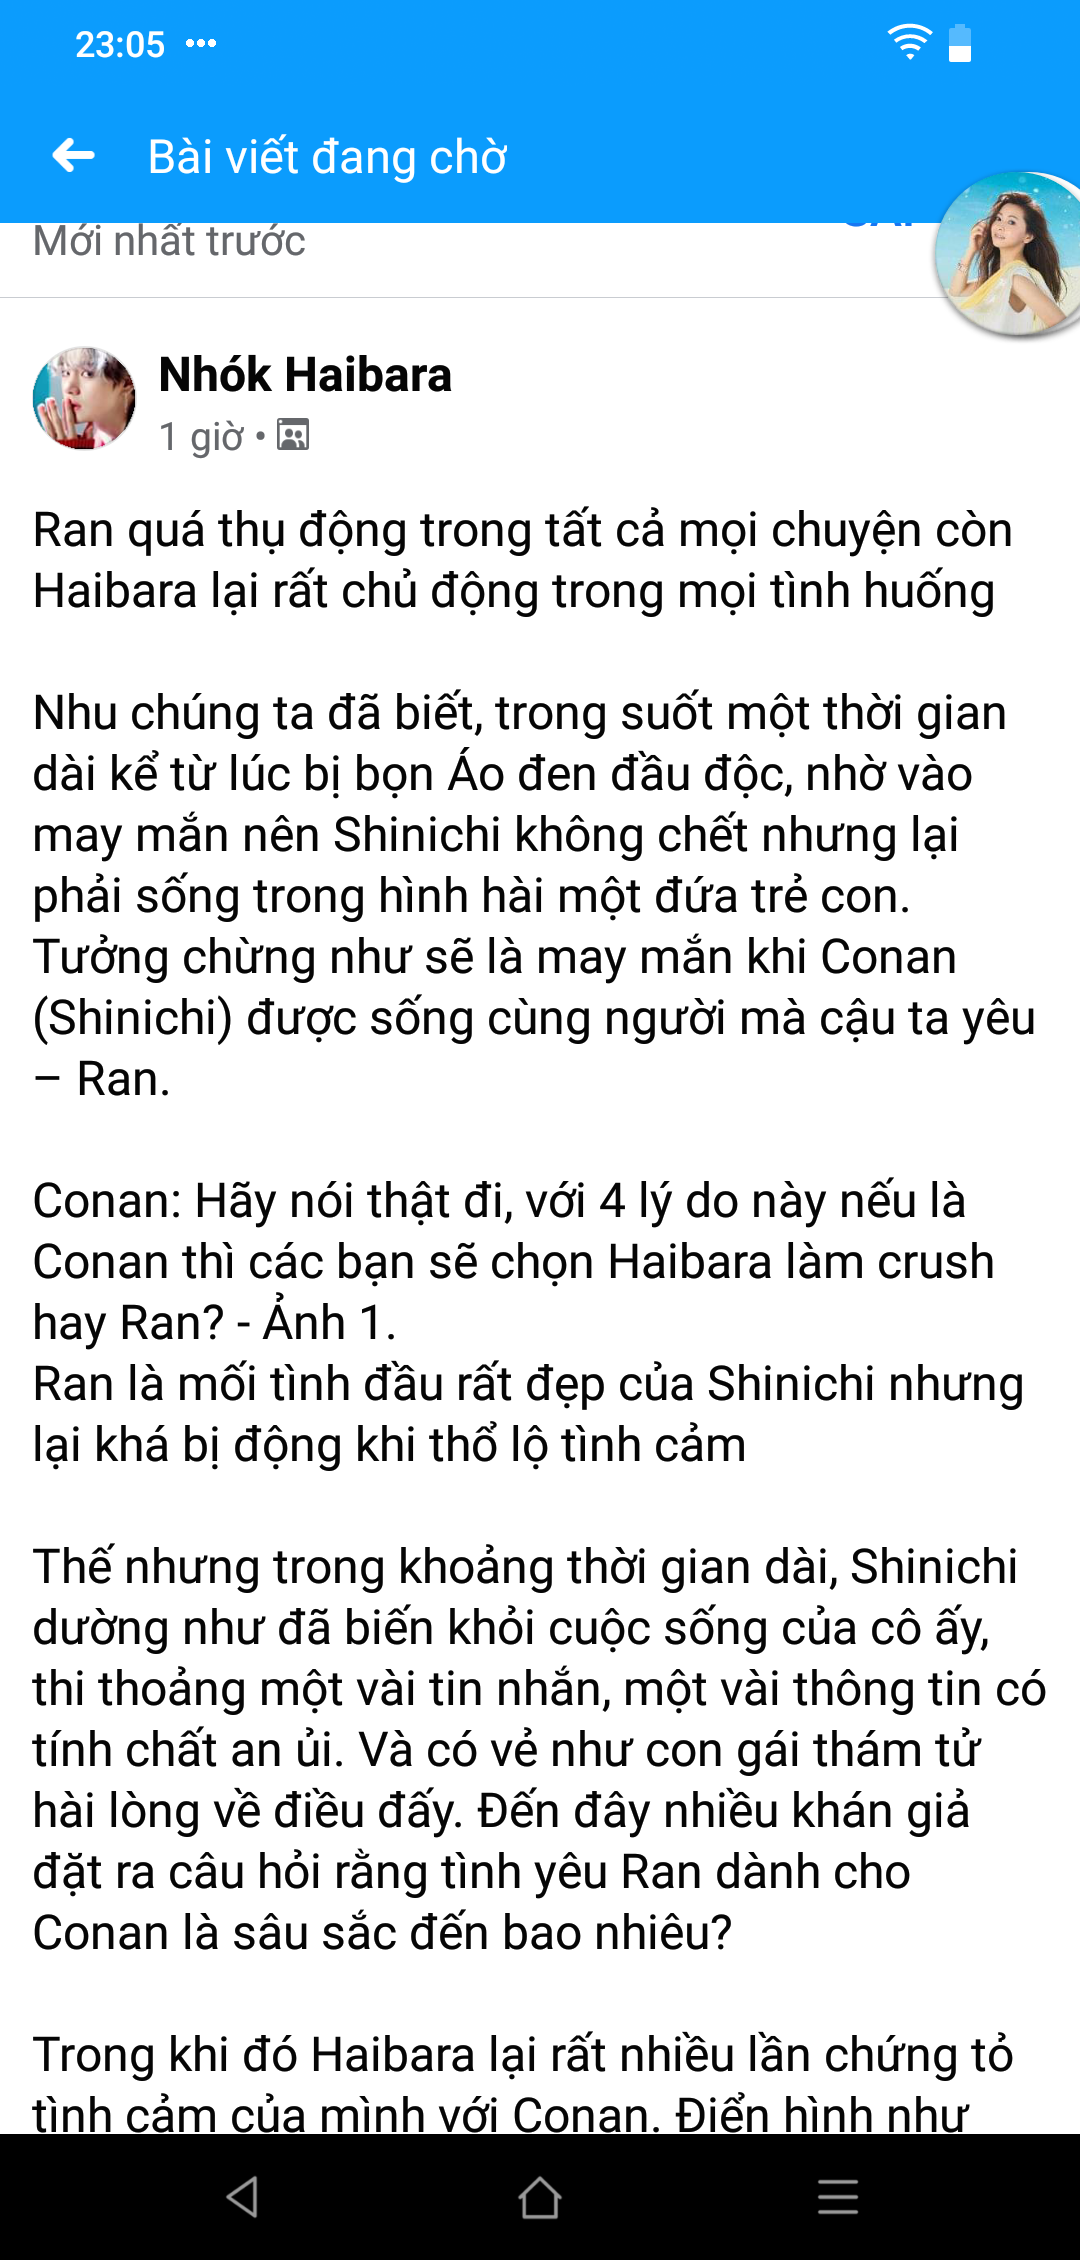 23:05 •••
Bài viết đang chờ
Mới nhất trước
Nhók Haibara
1 giờ •
Ran quá thụ động trong tất cả mọi chuyện còn
Haibara lại rất chủ động trong mọi tình huống
Nhu chúng ta đã biết, trong suốt một thời gian
dài kể từ lúc bị bọn Áo đen đầu độc, nhờ vào
may mắn nên Shinichi không chết nhưng lại
phải sống trong hình hài một đứa trẻ con.
Tưởng chừng như sẽ là may mắn khi Conan
(Shinichi) được sống cùng người mà cậu ta yêu
– Ran.
Conan: Hãy nói thật đi, với 4 lý do này nếu là
Conan thì các bạn sẽ chọn Haibara làm crush
hay Ran? - Ảnh 1.
Ran là mối tình đầu rất đẹp của Shinichi nhưng
lại khá bị động khi thổ lộ tình cảm
Thế nhưng trong khoảng thời gian dài, Shinichi
dường như đã biến khỏi cuộc sống của cô ấy,
thi thoảng một vài tin nhắn, một vài thông tin có
tính chất an ủi. Và có vẻ như con gái thám tử
hài lòng về điều đấy. Đến đây nhiều khán giả
đặt ra câu hỏi rằng tình yêu Ran dành cho
Conan là sâu sắc đến bao nhiêu?
Trong khi đó Haibara lại rất nhiều lần chứng tỏ
tình cảm của mình với Conan. Điển hình như